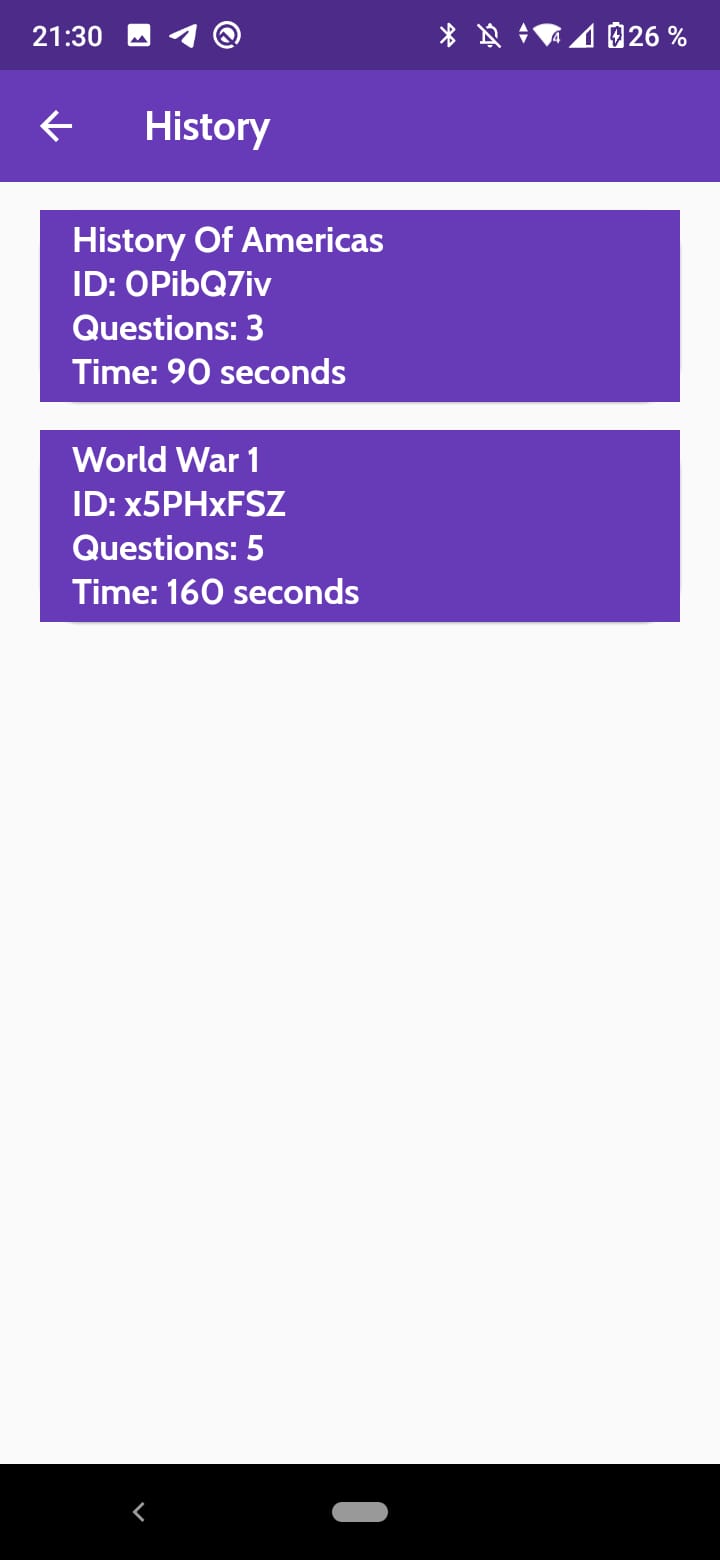 21:30 26 %
History
History Of Americas
ID: 0PibQ7iv
Questions: 3
Time: 90 seconds
World War 1
ID: x5PHxFSZ
Questions: 5
Time: 160 seconds